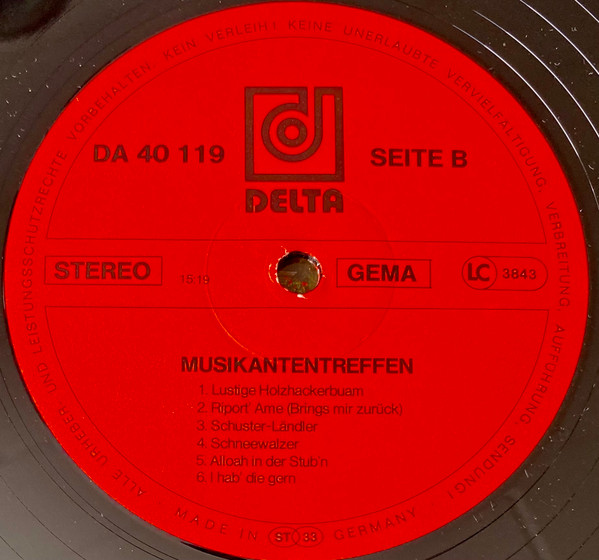 ALLE URHEBER UND LEISTUNGSSCHUTZRECHTE VORBEHALTEN. KEIN VERLEIH! KEINE UNERLAUBTE VERVIELFÄLTIGUNG. VERBREITUNG AUFFÜHRUNG SENDUNG!
DA 40 119
DELTA
SEITE B
STEREO
15:19
GEMA
LC 3843
MUSIKANTENTREFFEN
1. Lustige Holzhackerbuam
2. Riport Ame (Brings mir zurück)
3. Schuster-Ländler
4. Schneewalzer
5. Alloah in der Stub'n
6. I hab' die gern
MADE IN ST 33 GERMANY